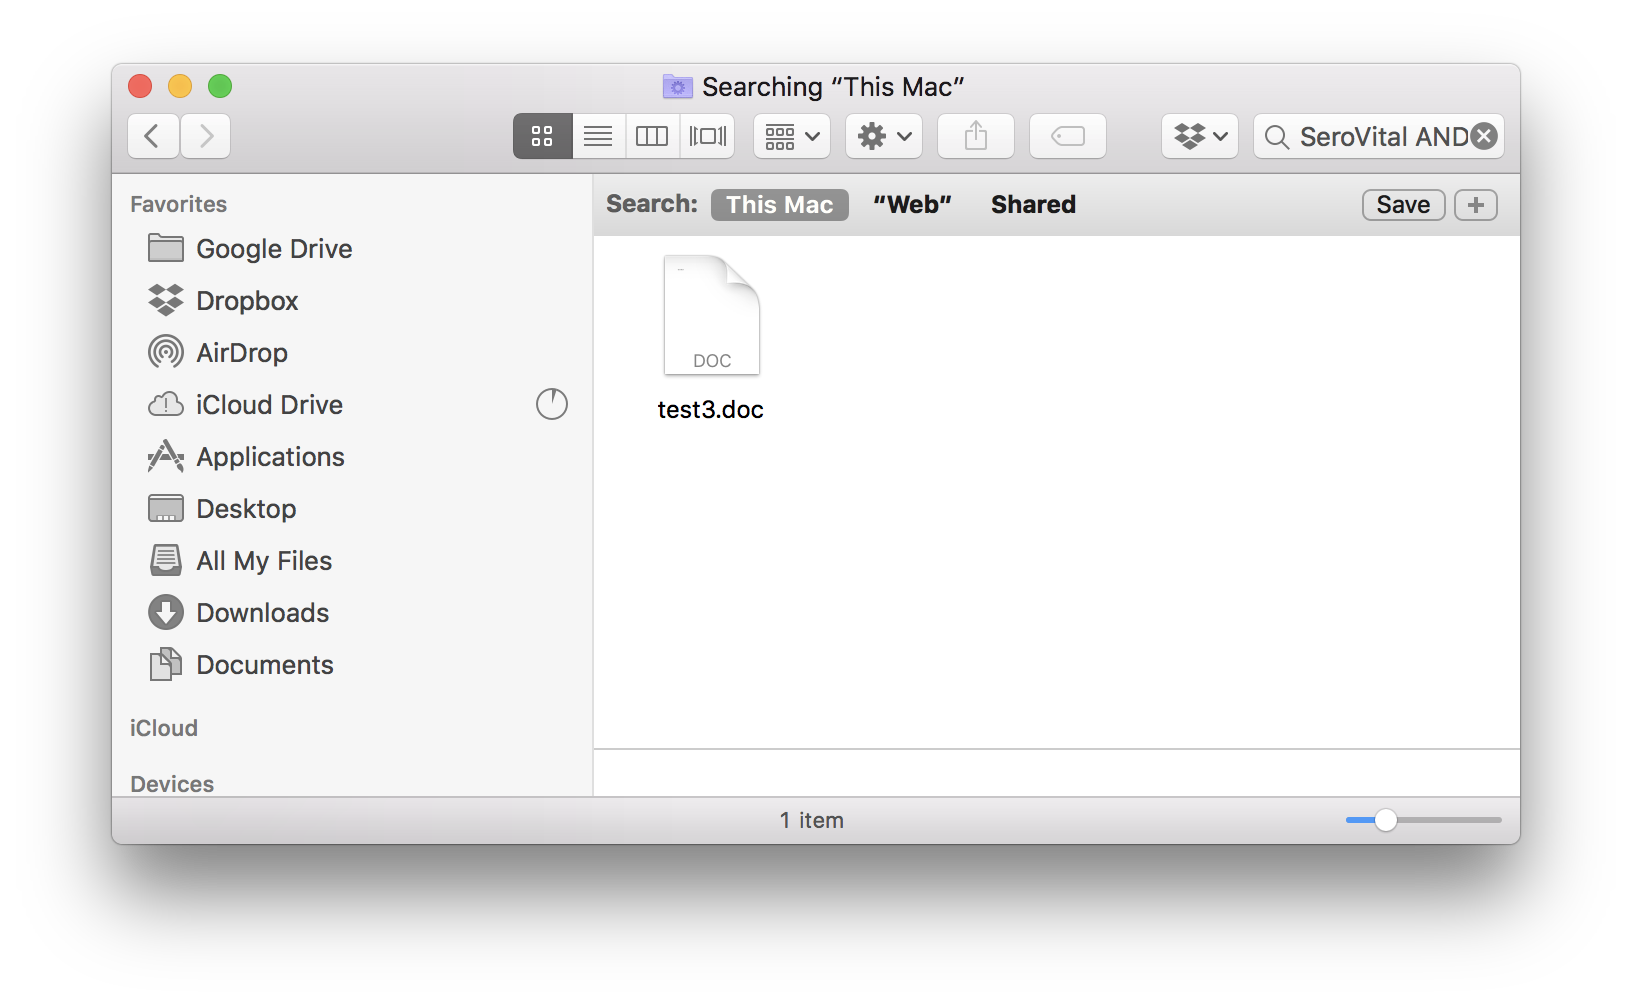 Searching “This Mac”
SeroVital AND
Favorites
Google Drive
Dropbox
AirDrop
iCloud Drive
Applications
Desktop
All My Files
Downloads
Documents
iCloud
Devices
Search: This Mac “Web” Shared Save +
DOC
test3.doc
1 item